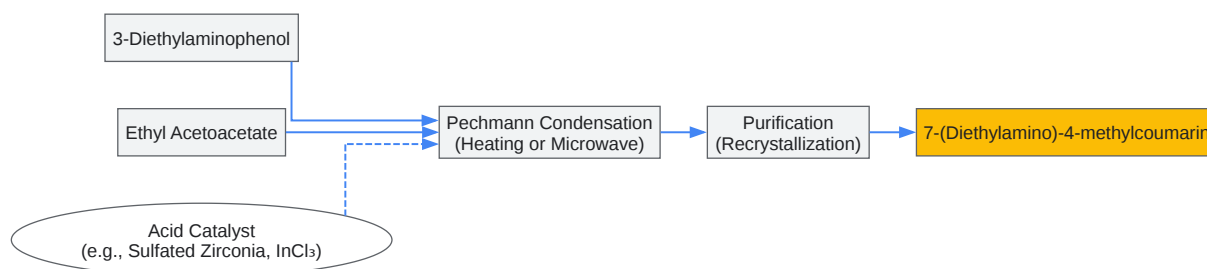 3-Diethylaminophenol
Ethyl Acetoacetate
Pechmann Condensation
(Heating or Microwave)
Purification
(Recrystallization)
7-(Diethylamino)-4-methylcoumarin
Acid Catalyst
(e.g., Sulfated Zirconia, InCl₃)